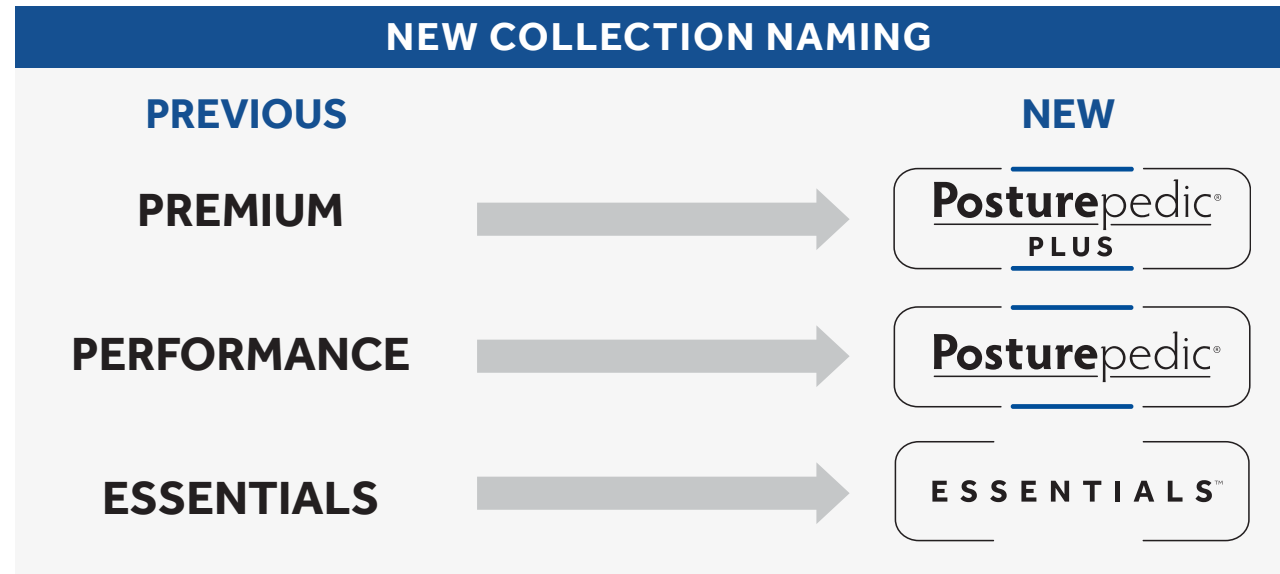 NEW COLLECTION NAMING
PREVIOUS
NEW
PREMIUM
Posturepedic®
PLUS
PERFORMANCE
Posturepedic®
ESSENTIALS
ESSENTIALS™